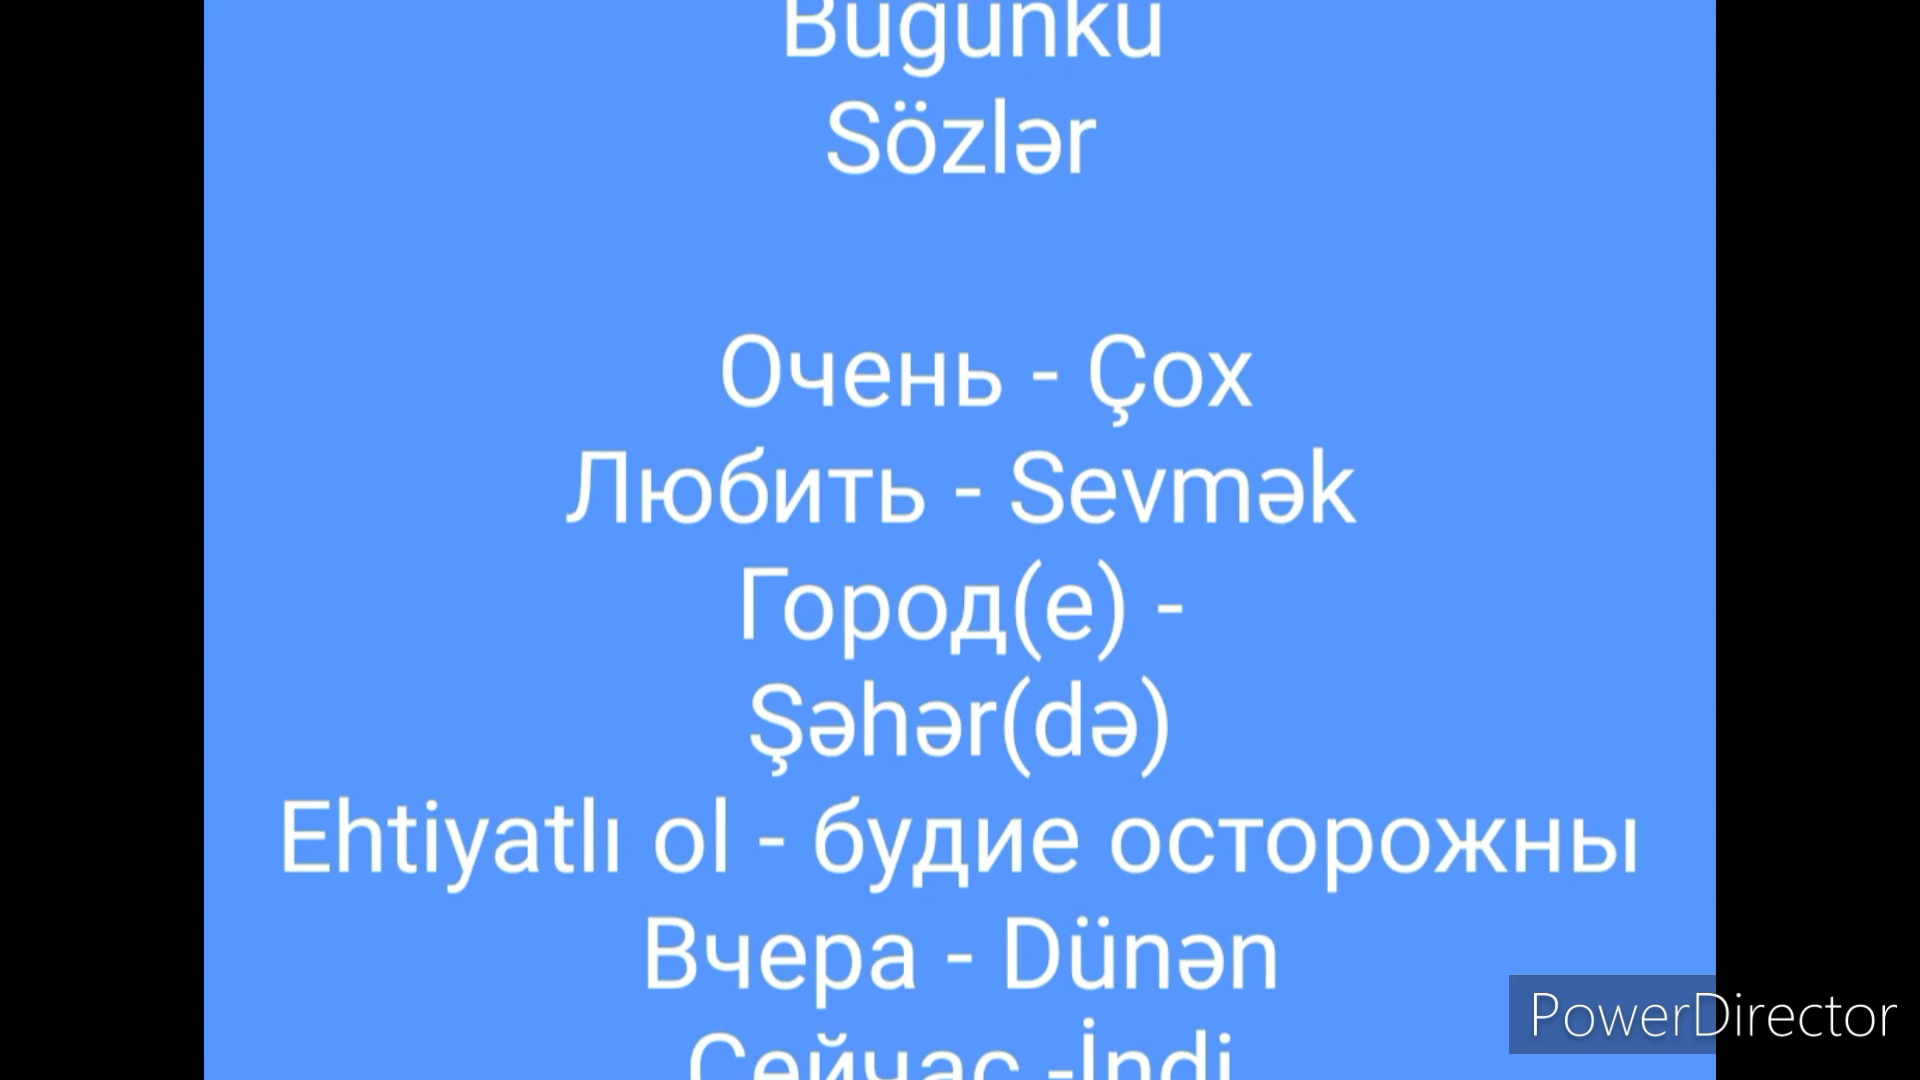 Bugunku
Sözlər
Очень - Çox
Любить - Sevmək
Город(е) -
Şəhər(də)
Ehtiyatlı ol - будие осторожны
Вчера - Dünən
Сейчас -İndi
PowerDirector